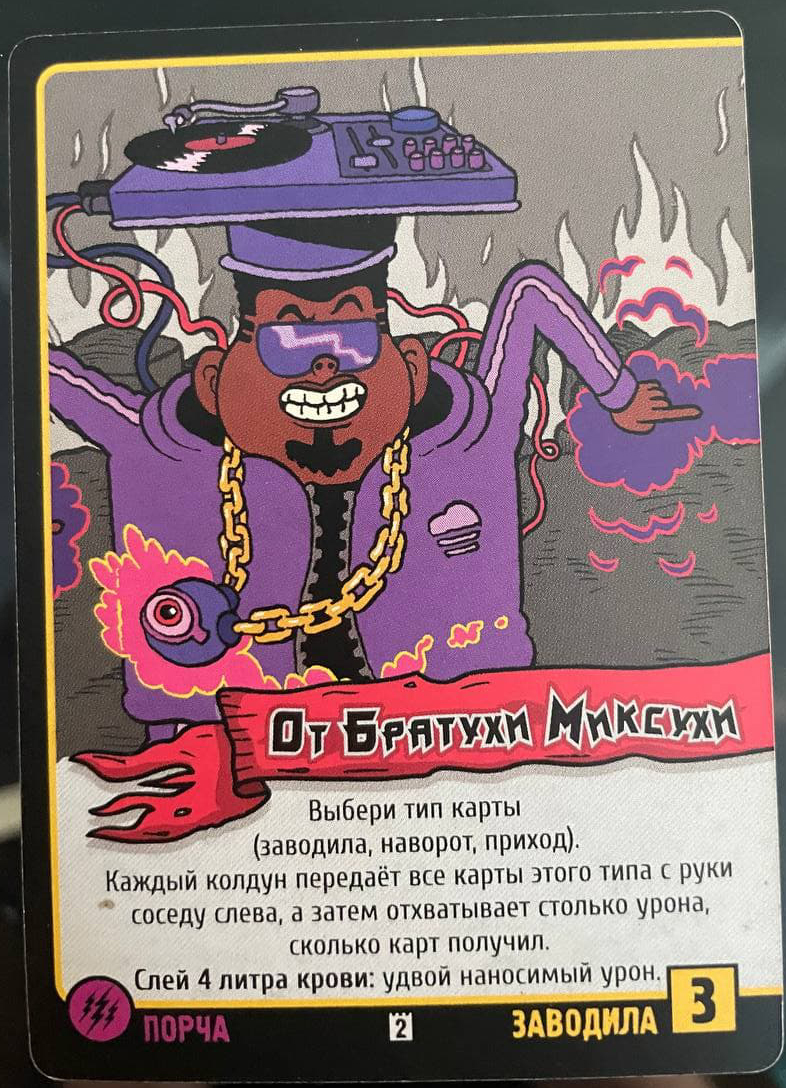 От Братухи Миксухи
Выбери тип карты
(заводила, наворот, приход).
Каждый колдун передаёт все карты этого типа с руки
соседу слева, а затем отхватывает столько урона,
сколько карт получил.
Слей 4 литра крови: удвой наносимый урон.
ПОРЧА
2
ЗАВОДИЛА
3